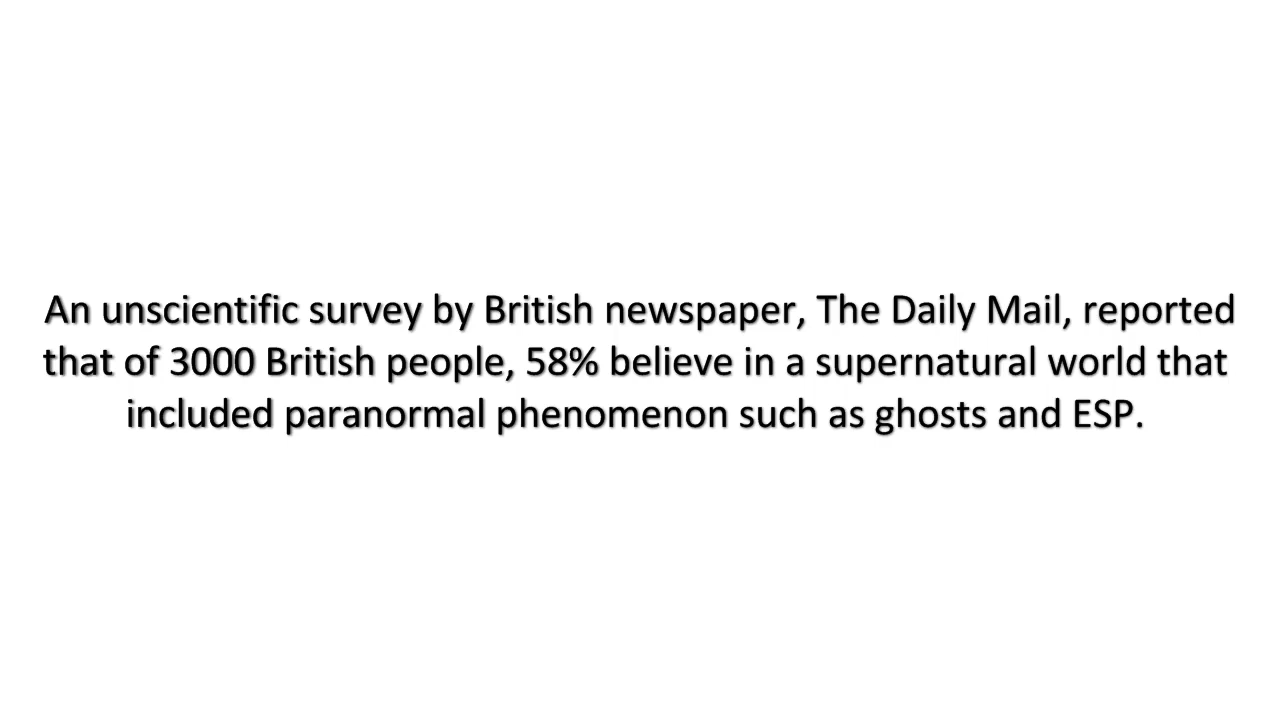 An unscientific survey by British newspaper, The Daily Mail, reported
that of 3000 British people, 58% believe in a supernatural world that
included paranormal phenomenon such as ghosts and ESP.